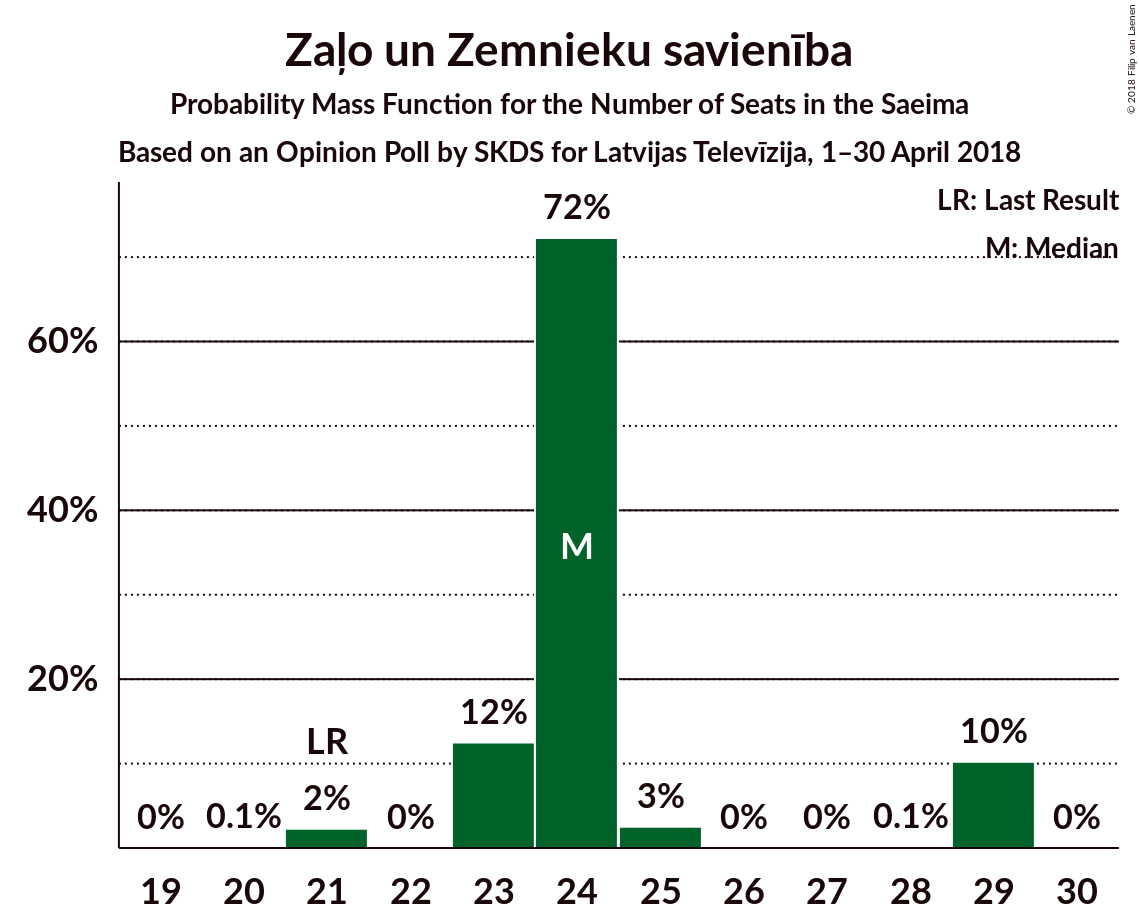 Zaļo un Zemnieku savienība
Probability Mass Function for the Number of Seats in the Saeima
Based on an Opinion Poll by SKDS for Latvijas Televīzija, 1–30 April 2018
© 2018 Filip van Laenen
LR: Last Result
M: Median
72%
60%
40%
M
20%
12%
LR
10%
0%
0.1%
2%
0%
3%
0%
0%
0.1%
0%
19 20 21 22 23 24 25 26 27 28 29 30